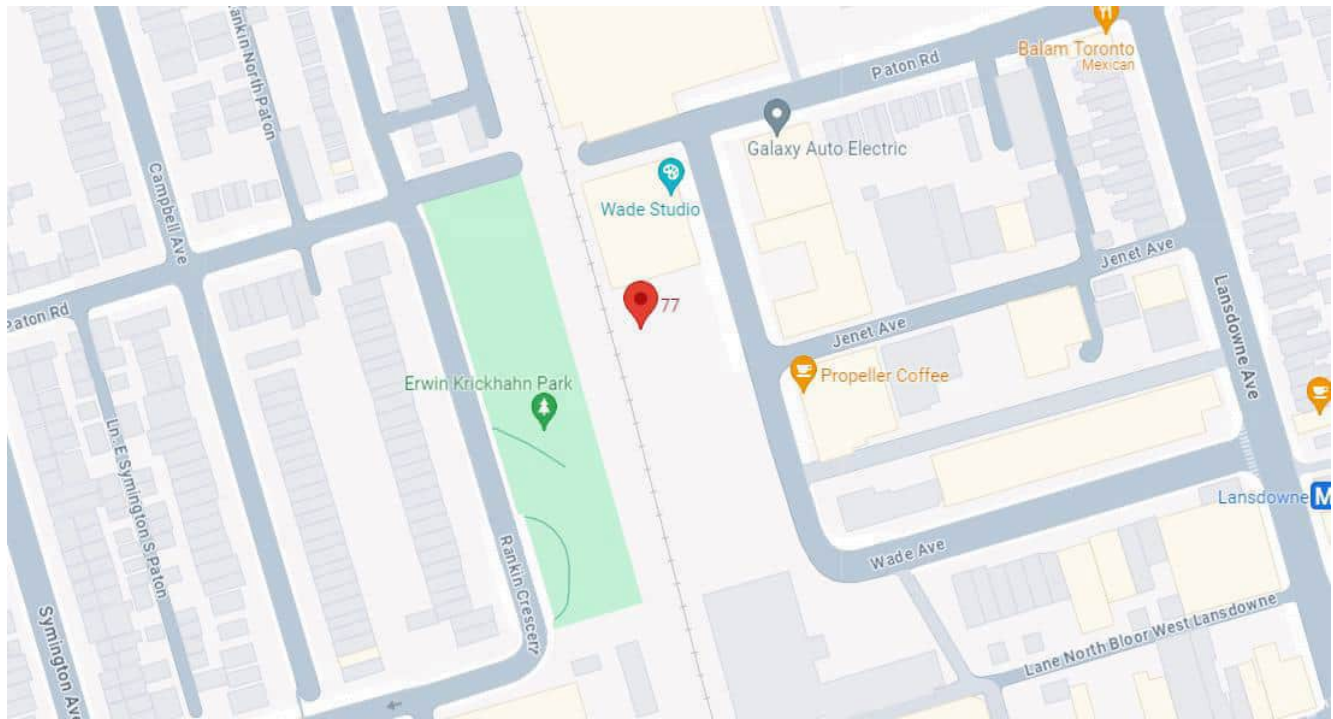 Rankin North Paton
Balam Toronto
Mexican
Paton Rd
Galaxy Auto Electric
Campbell Ave
Wade Studio
Jenet Ave
Lansdowne Ave
77
Paton Rd
Jenet Ave
Propeller Coffee
Erwin Krickhahn Park
Ln. E Symington S Paton
Lansdowne
M
Wade Ave
Rankin Crescery
Lane North Bloor West Lansdowne
Symington Av